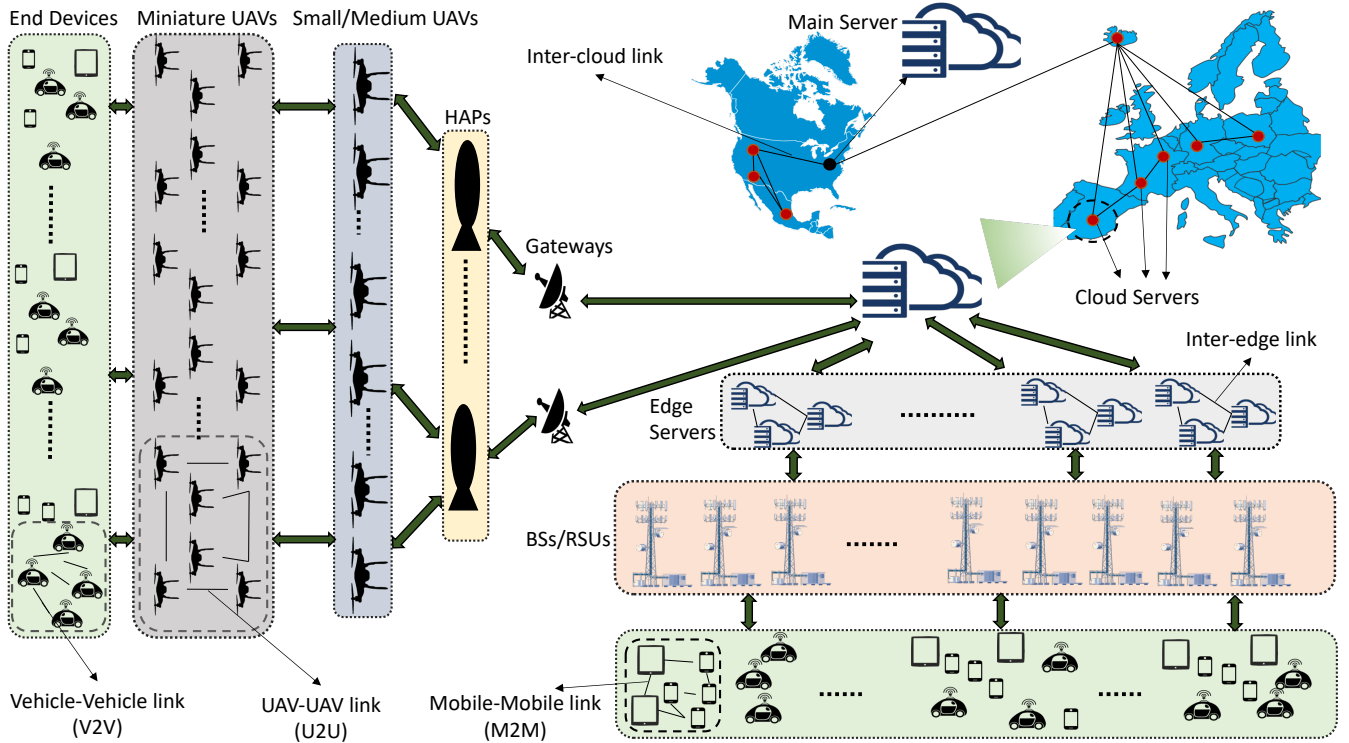 End Devices
Miniature UAVs
Small/Medium UAVs
Main Server
Inter-cloud link
HAPs
Gateways
Cloud Servers
Inter-edge link
Edge
Servers
BSs/RSUs
Vehicle-Vehicle link
(V2V)
UAV-UAV link
(U2U)
Mobile-Mobile link
(M2M)